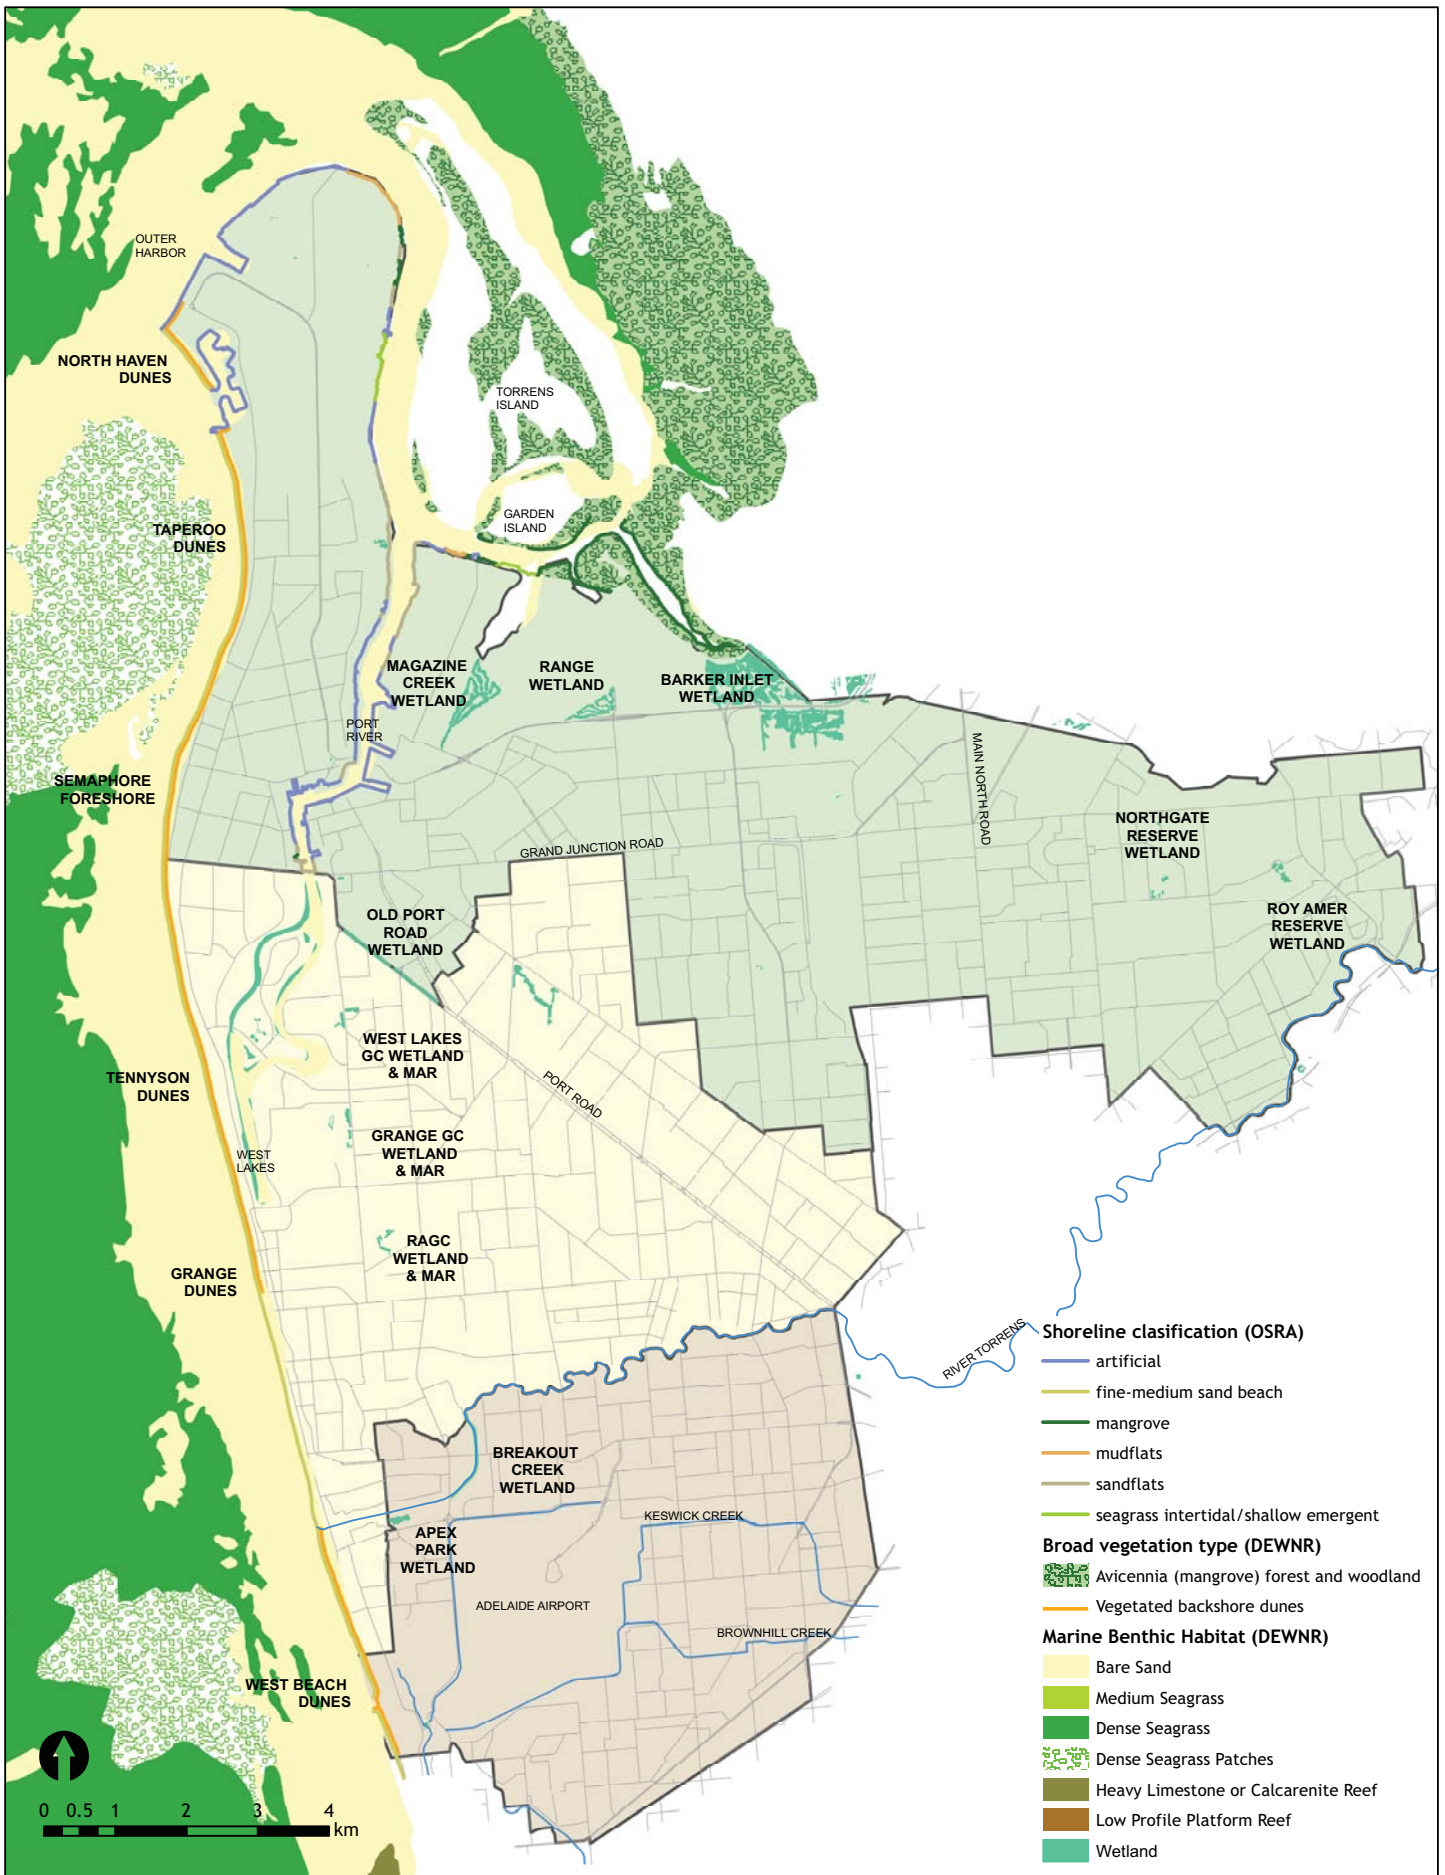 OUTER
HARBOR
NORTH HAVEN
DUNES
TORRENS
ISLAND
GARDEN
ISLAND
TAPEROO
DUNES
MAGAZINE
CREEK
WETLAND
RANGE
WETLAND
BARKER INLET
WETLAND
PORT
RIVER
MAIN NORTH ROAD
SEMAPHORE
FORESHORE
NORTHGATE
RESERVE
WETLAND
GRAND JUNCTION ROAD
OLD PORT
ROAD
WETLAND
ROY AMER
RESERVE
WETLAND
WEST LAKES
GC WETLAND
& MAR
TENNYSON
DUNES
PORT ROAD
GRANGE GC
WETLAND
& MAR
WEST
LAKES
RAGC
WETLAND
& MAR
GRANGE
DUNES
RIVER TORRENS
BREAKOUT
CREEK
WETLAND
KESWICK CREEK
APEX
PARK
WETLAND
ADELAIDE AIRPORT
BROWNHILL CREEK
WEST BEACH
DUNES
0 0.5 1 2 3 4
km
Shoreline clasification (OSRA)
artificial
fine-medium sand beach
mangrove
mudflats
sandflats
seagrass intertidal/shallow emergent
Broad vegetation type (DEWNR)
Avicennia (mangrove) forest and woodland
Vegetated backshore dunes
Marine Benthic Habitat (DEWNR)
Bare Sand
Medium Seagrass
Dense Seagrass
Dense Seagrass Patches
Heavy Limestone or Calcarenite Reef
Low Profile Platform Reef
Wetland